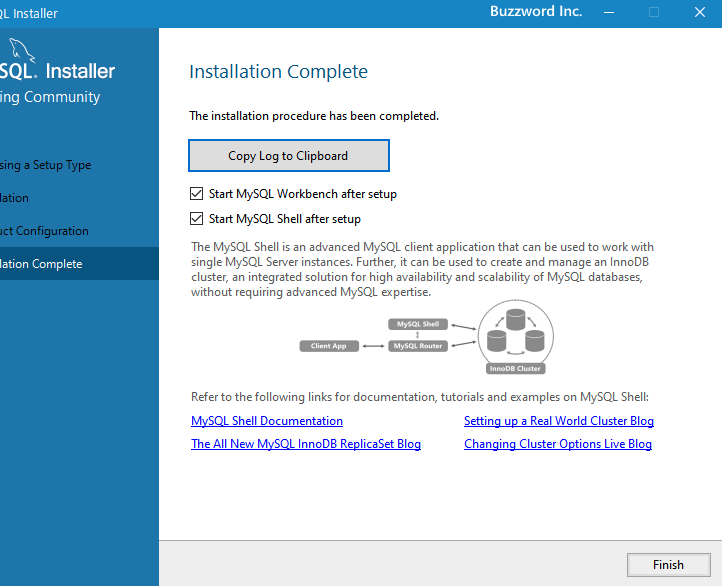 QL Installer
Buzzword Inc.
SQL. Installer
ing Community
sing a Setup Type
lation
uct Configuration
lation Complete
Installation Complete
The installation procedure has been completed.
Copy Log to Clipboard
Start MySQL Workbench after setup
Start MySQL Shell after setup
The MySQL Shell is an advanced MySQL client application that can be used to work with
single MySQL Server instances. Further, it can be used to create and manage an InnoDB
cluster, an integrated solution for high availability and scalability of MySQL databases,
without requiring advanced MySQL expertise.
MySQL Shell
Client App
MySQL Router
InnoDB Cluster
Refer to the following links for documentation, tutorials and examples on MySQL Shell:
MySQL Shell Documentation
Setting up a Real World Cluster Blog
The All New MySQL InnoDB ReplicaSet Blog
Changing Cluster Options Live Blog
Finish